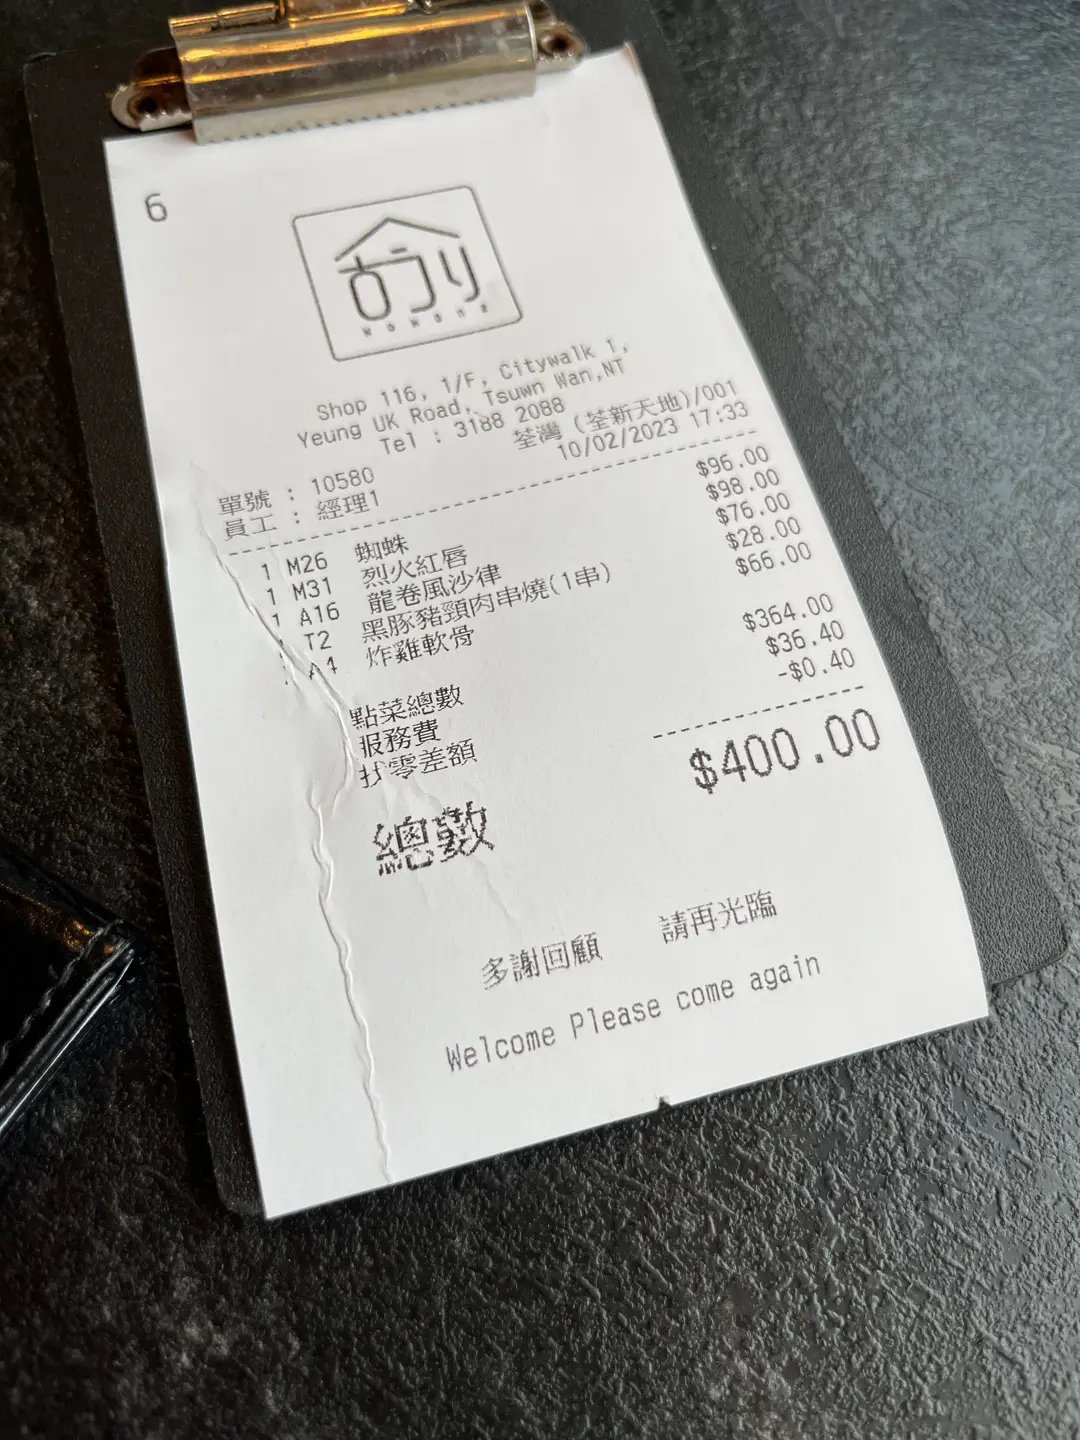 6
Shop 116, 1/F, Citywalk 1,
Yeung UK Road, Tsuwn Wan,NT
Tel : 3188 2088
荃灣 (荃新天地)/001
單號 : 10580
10/02/2023 17:33
員工 : 經理1
1 M26 蜘蛛 $96.00
1 M31 烈火紅唇 $98.00
1 A16 龍卷風沙律 $76.00
1 T2 黑豚豬頸肉串燒(1串) $28.00
1 A4 炸雞軟骨 $66.00
點菜總數 $364.00
服務費 $36.40
找零差額 -$0.40
總數 $400.00
多謝回顧 請再光臨
Welcome Please come again